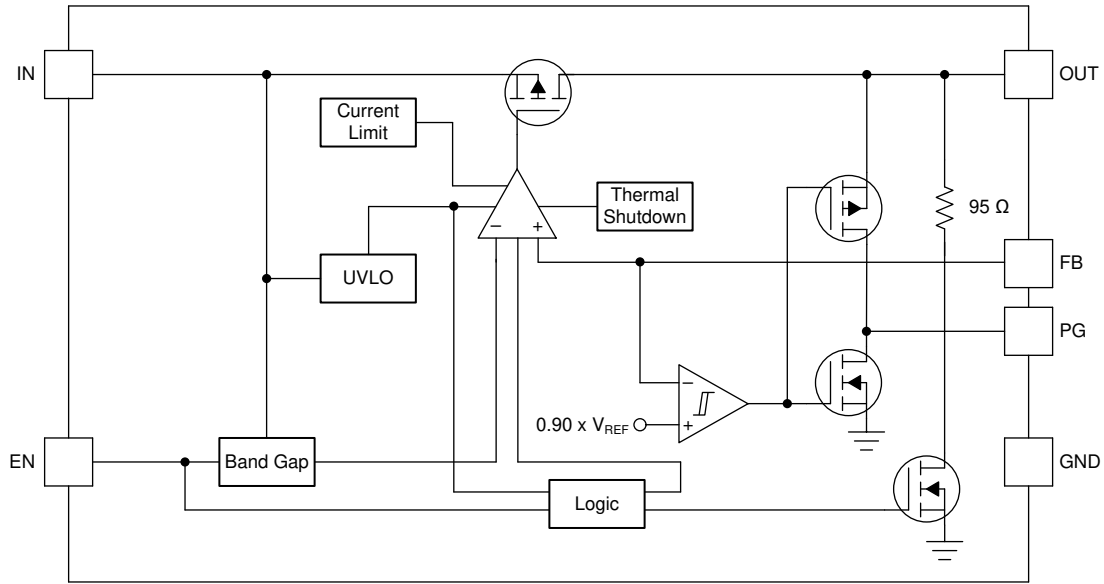 IN
OUT
Current
Limit
Thermal
Shutdown
95 Ω
− +
UVLO
FB
PG
−
0.90 x VREF
+
EN
Band Gap
GND
Logic